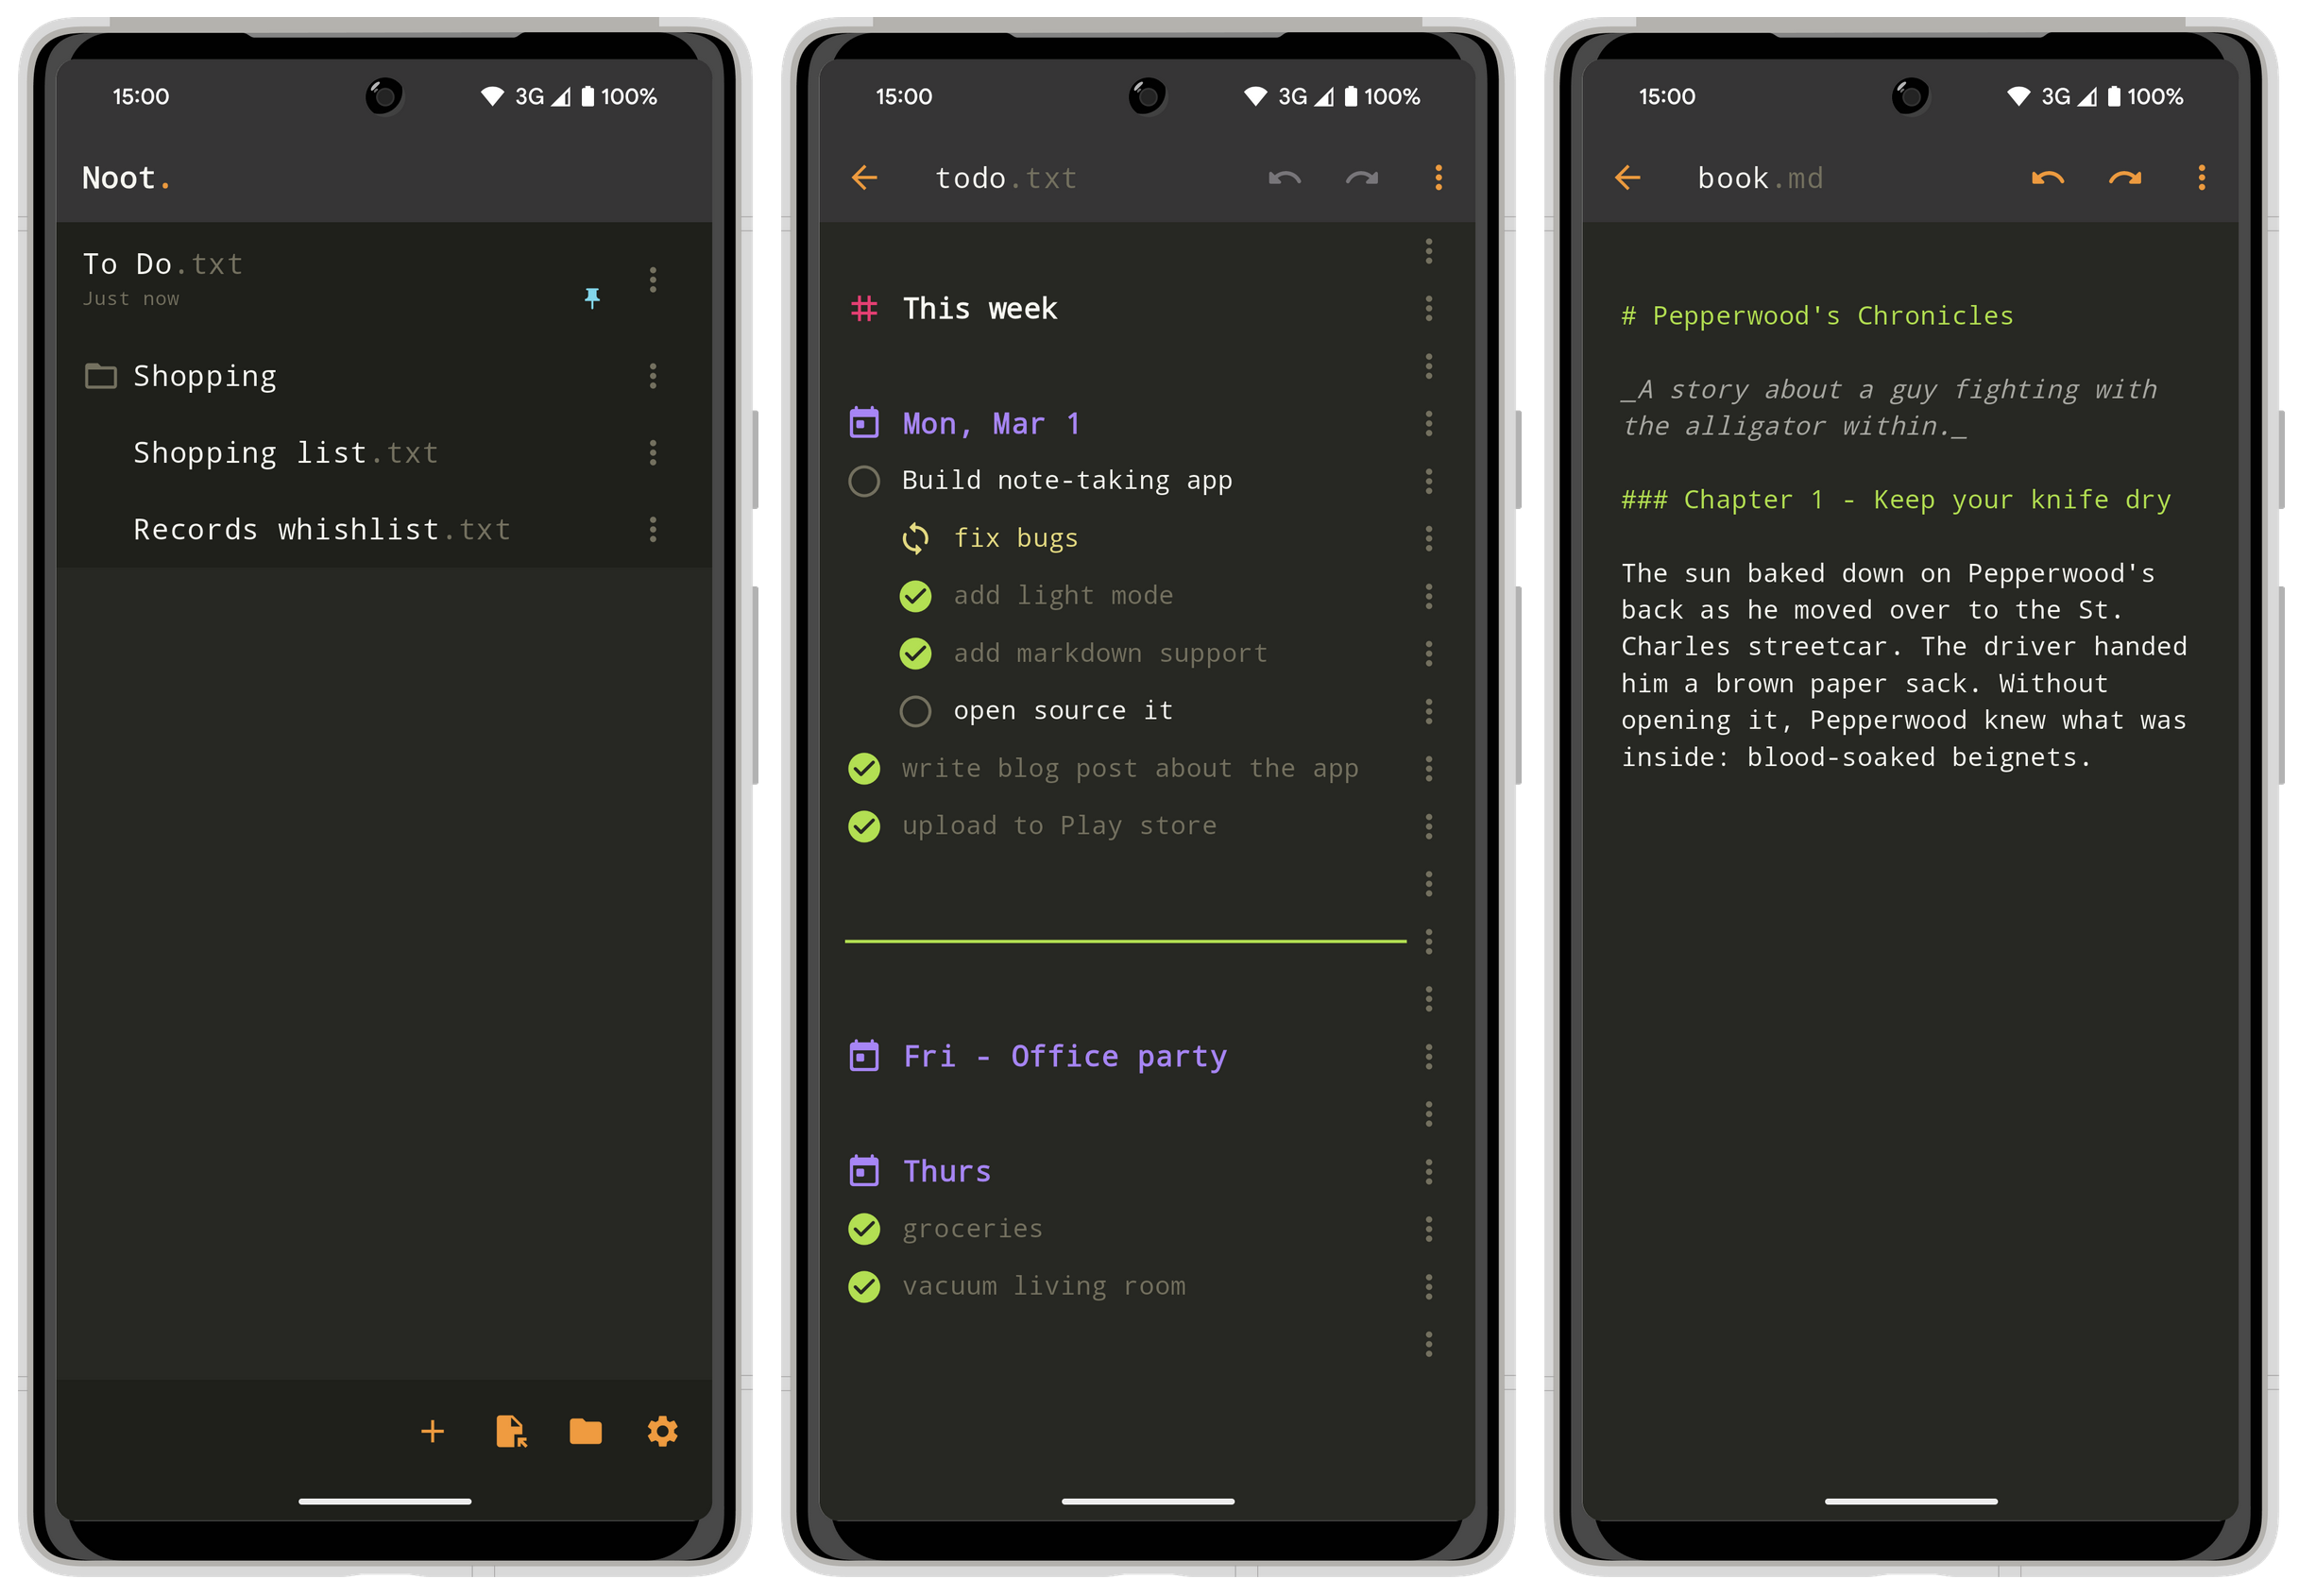 15:00 3G 100%
Noot.
To Do.txt
Just now
Shopping
Shopping list.txt
Records whishlist.txt
15:00 3G 100%
todo.txt
# This week
Mon, Mar 1
Build note-taking app
fix bugs
add light mode
add markdown support
open source it
write blog post about the app
upload to Play store
Fri - Office party
Thurs
groceries
vacuum living room
15:00 3G 100%
book.md
# Pepperwood's Chronicles
_A story about a guy fighting with
the alligator within._
### Chapter 1 - Keep your knife dry
The sun baked down on Pepperwood's
back as he moved over to the St.
Charles streetcar. The driver handed
him a brown paper sack. Without
opening it, Pepperwood knew what was
inside: blood-soaked beignets.